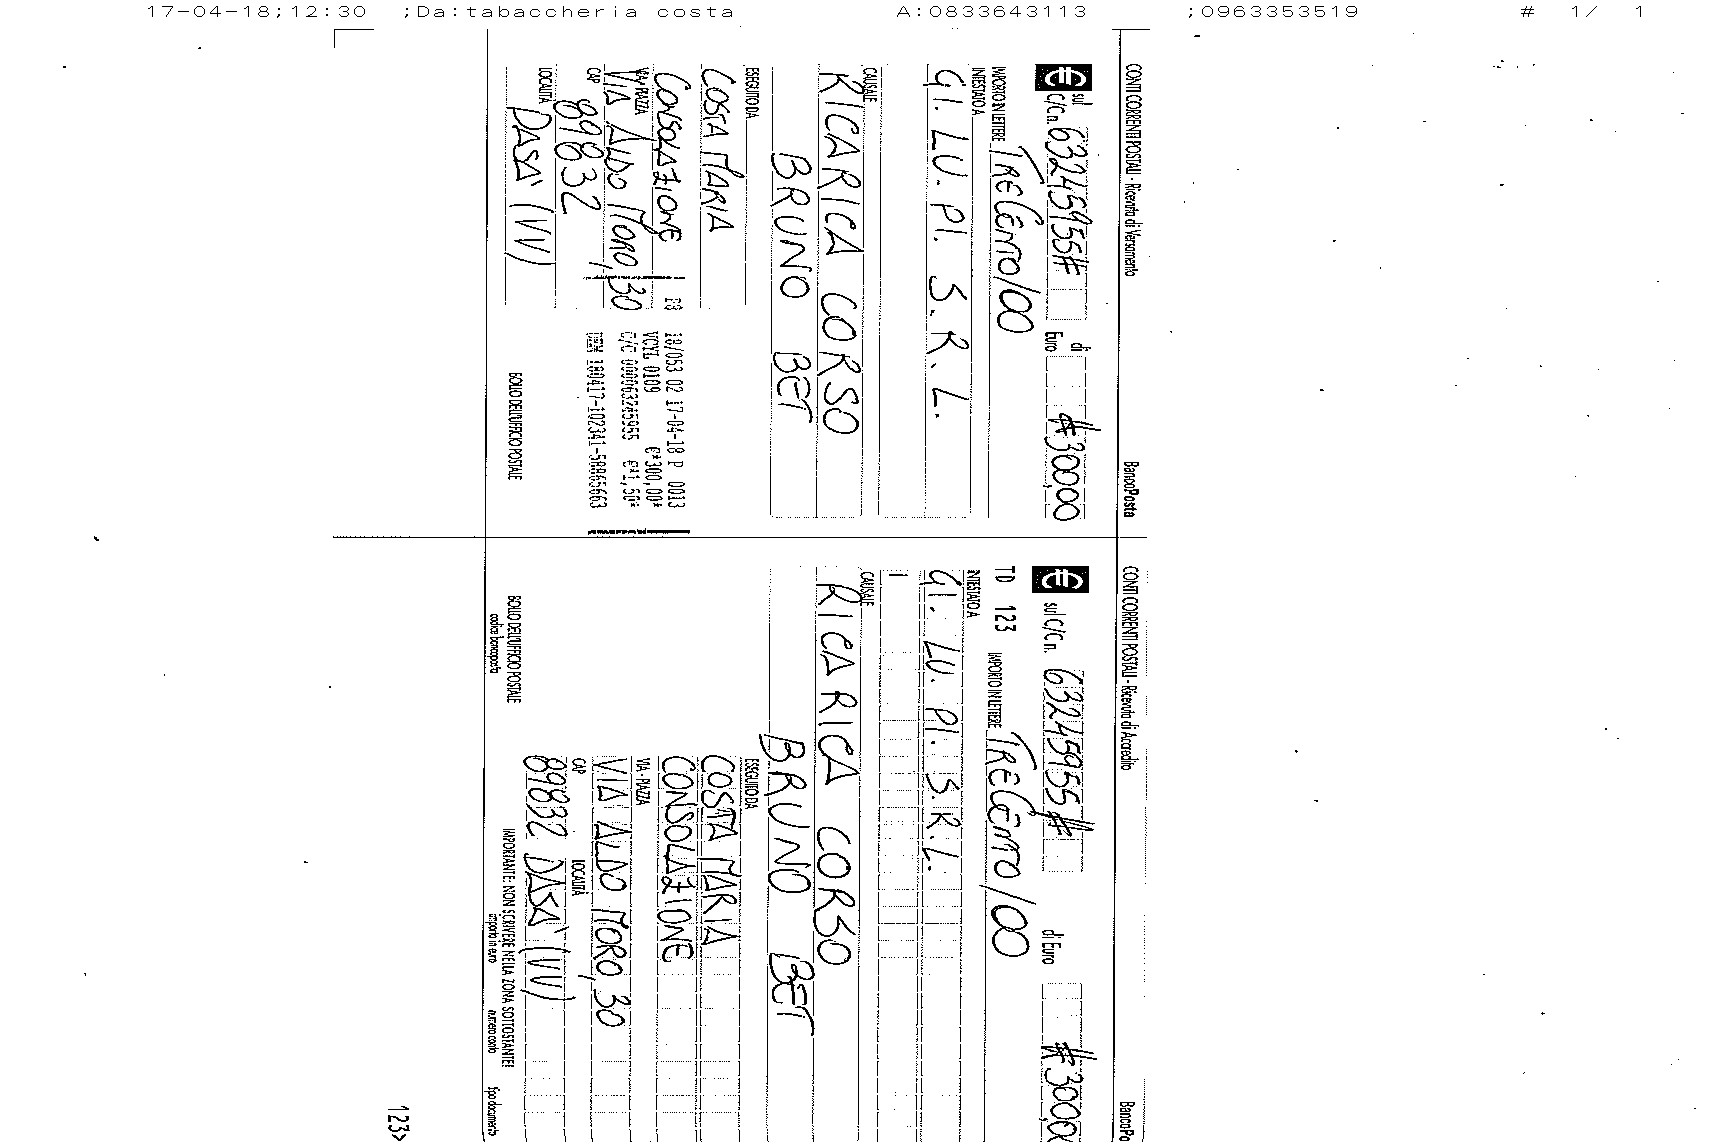 17-04-18;12:30 ;Da:tabaccheria costa A:0833643113 ;0963353519 # 1/ 1
CONTI CORRENTI POSTALI - Ricevuta di Versamento BancoPosta
sul C/C n. 63245955# di Euro #300,00
IMPORTO IN LETTERE TRECENTO/00
INTESTATO A
GI. LU. PI. S. R. L.
CAUSALE
RICARICA CORSO
BRUNO BET
ESEGUITO DA
COSTA MARIA
CONSOLAZIONE
VIA - PIAZZA
VIA ALDO MORO, 30
CAP
89832
LOCALITÀ
DASA' (VV)
18/053 02 17-04-18 P 0013
VCYL 0109 €*300,00*
C/C 000063245955 €*1,50*
180417-102341-58865663
BOLLO DELL'UFFICIO POSTALE
CONTI CORRENTI POSTALI - Ricevuta di Accredito BancoPo
sul C/C n. 63245955# di Euro #300,0
TD 123 IMPORTO IN LETTERE TRECENTO/00
INTESTATO A
GI. LU. PI. S. R. L.
CAUSALE
RICARICA CORSO
BRUNO BET
ESEGUITO DA
COSTA MARIA
CONSOLAZIONE
VIA - PIAZZA
VIA ALDO MORO, 30
CAP LOCALITÀ
89832 DASA' (VV)
BOLLO DELL'UFFICIO POSTALE
codice bancoposta
IMPORTANTE: NON SCRIVERE NELLA ZONA SOTTOSTANTE!
importo in euro numero conto tipo documento
123>